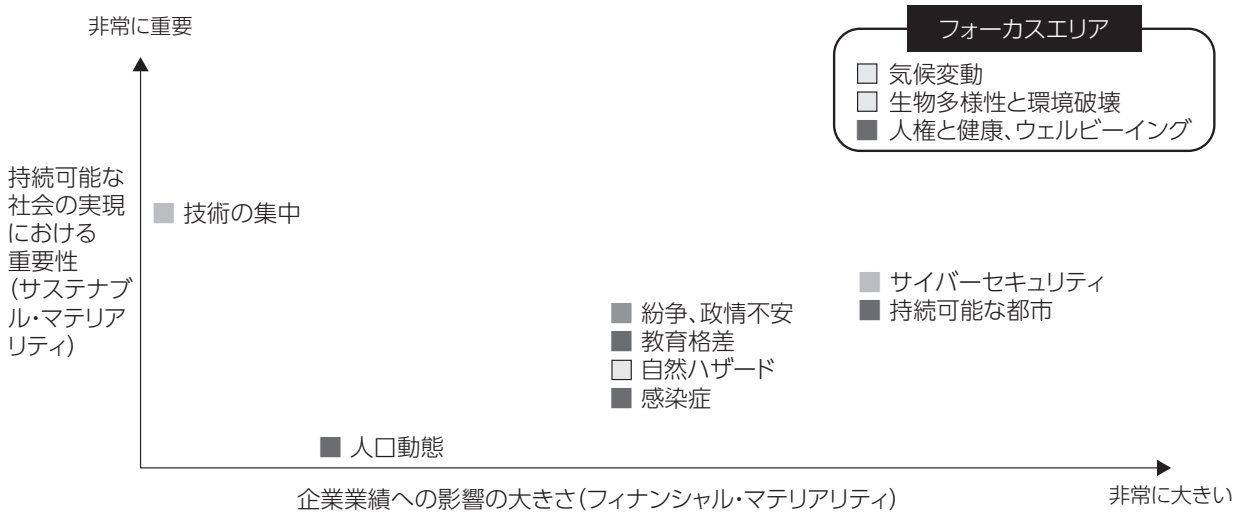 非常に重要
フォーカスエリア
気候変動
生物多様性と環境破壊
人権と健康、ウェルビーイング
持続可能な
社会の実現
における
重要性
(サステナブ
ル・マテリア
リティ)
技術の集中
サイバーセキュリティ
持続可能な都市
紛争、政情不安
教育格差
自然ハザード
感染症
人口動態
企業業績への影響の大きさ(フィナンシャル・マテリアリティ)
非常に大きい